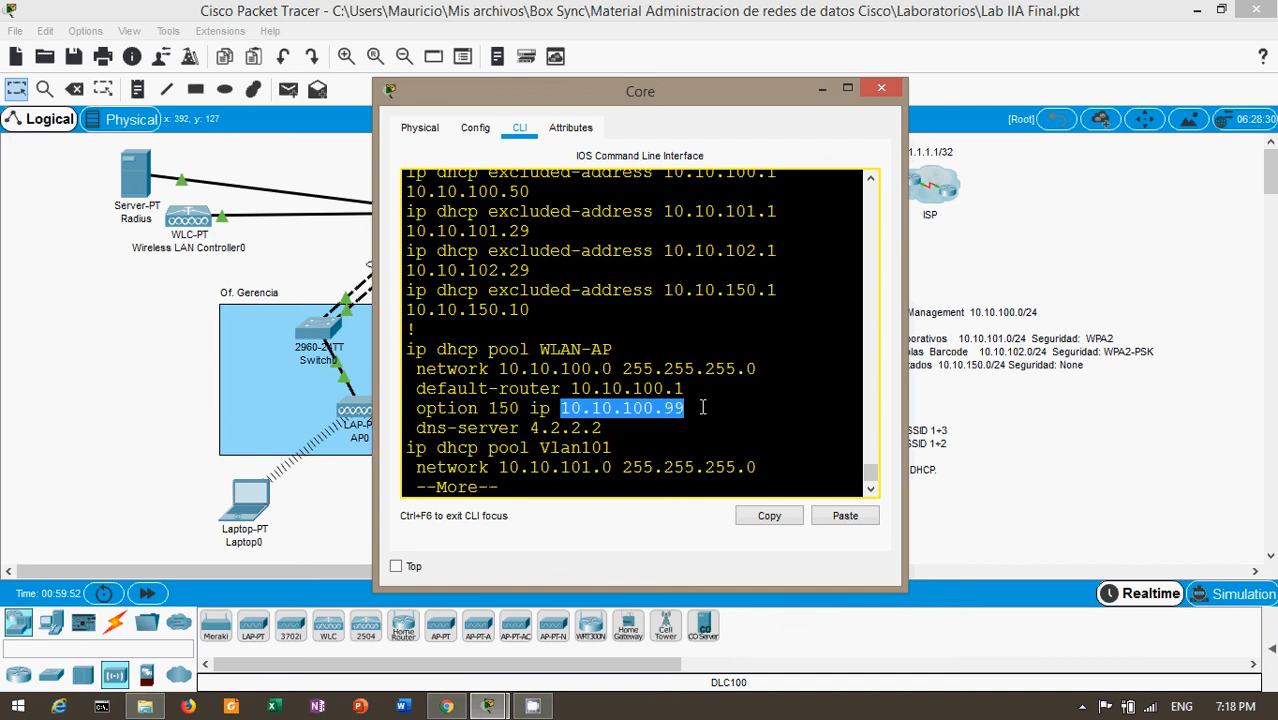 Cisco Packet Tracer - C:\Users\Mauricio\Mis archivos\Box Sync\Material Administracion de redes de datos Cisco\Laboratorios\Lab IIA Final.pkt
File Edit Options View Tools Extensions Help
Logical Physical x: 392, y: 127
[Root] 06:28:30
Core
Physical Config CLI Attributes
IOS Command Line Interface
ip dhcp excluded-address 10.10.100.1
10.10.100.50
ip dhcp excluded-address 10.10.101.1
10.10.101.29
ip dhcp excluded-address 10.10.102.1
10.10.102.29
ip dhcp excluded-address 10.10.150.1
10.10.150.10
!
ip dhcp pool WLAN-AP
network 10.10.100.0 255.255.255.0
default-router 10.10.100.1
option 150 ip 10.10.100.99
dns-server 4.2.2.2
ip dhcp pool Vlan101
network 10.10.101.0 255.255.255.0
--More--
Ctrl+F6 to exit CLI focus
Copy
Paste
Top
Server-PT
Radius
WLC-PT
Wireless LAN Controller0
Of. Gerencia
2960-24TT
Switch0
LAP-P
AP0
Laptop-PT
Laptop0
1.1.1.1/32
ISP
Management 10.10.100.0/24
porativos 10.10.101.0/24 Seguridad: WPA2
olas Barcode 10.10.102.0/24 Seguridad: WPA2-PSK
tados 10.10.150.0/24 Seguridad: None
SSID 1+3
SSID 1+2
DHCP.
Time: 00:59:52
Realtime
Simulation
Meraki
LAP-PT
3702i
WLC
2504
Home Router
AP-PT
AP-PT-A
AP-PT-AC
AP-PT-N
WRT300N
Home Gateway
Cell Tower
CO Server
DLC100
ENG
7:18 PM